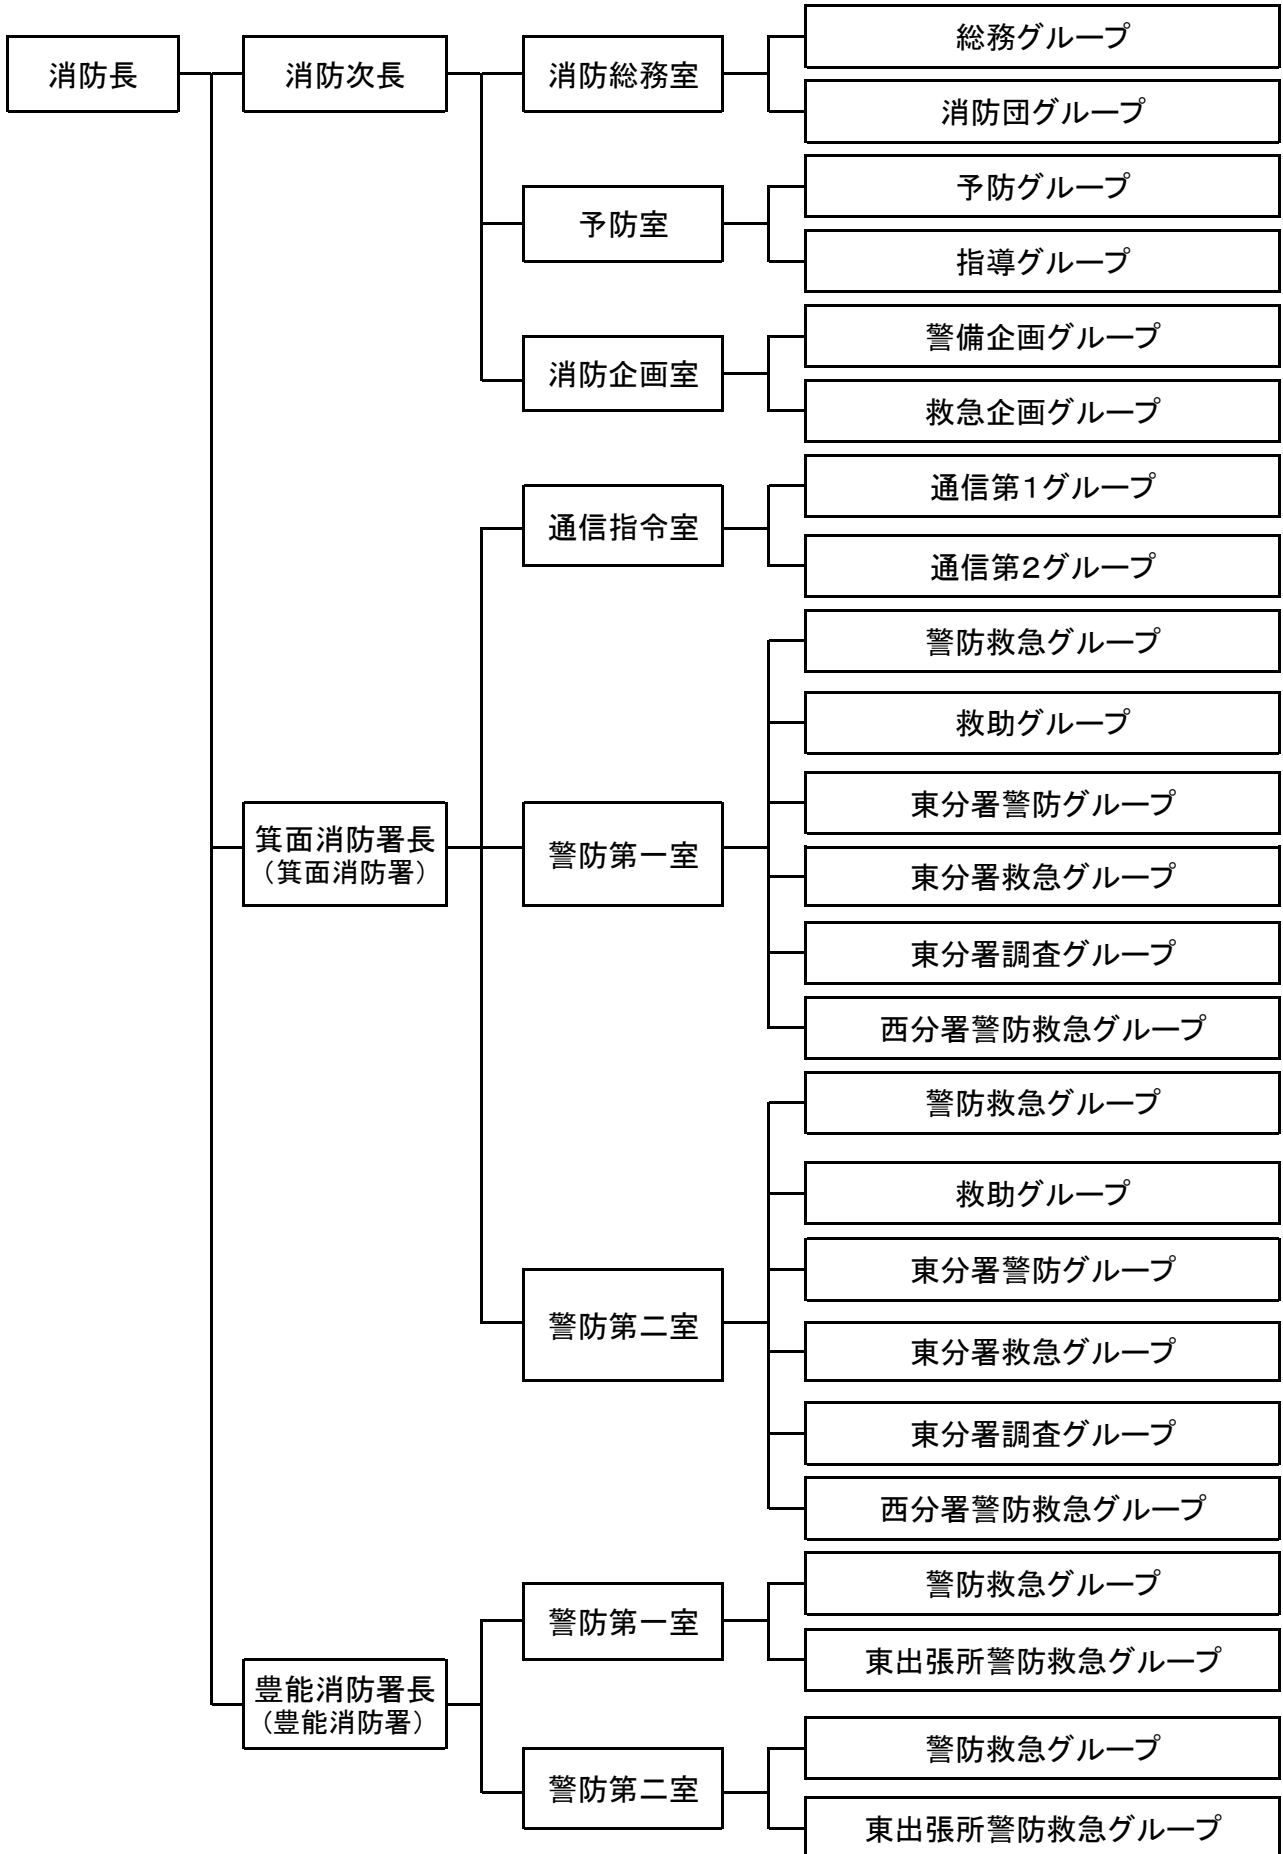 消防長
消防次長
消防総務室
総務グループ
消防団グループ
予防室
予防グループ
指導グループ
消防企画室
警備企画グループ
救急企画グループ
箕面消防署長
（箕面消防署）
通信指令室
通信第1グループ
通信第2グループ
警防第一室
警防救急グループ
救助グループ
東分署警防グループ
東分署救急グループ
東分署調査グループ
西分署警防救急グループ
警防第二室
警防救急グループ
救助グループ
東分署警防グループ
東分署救急グループ
東分署調査グループ
西分署警防救急グループ
豊能消防署長
（豊能消防署）
警防第一室
警防救急グループ
東出張所警防救急グループ
警防第二室
警防救急グループ
東出張所警防救急グループ